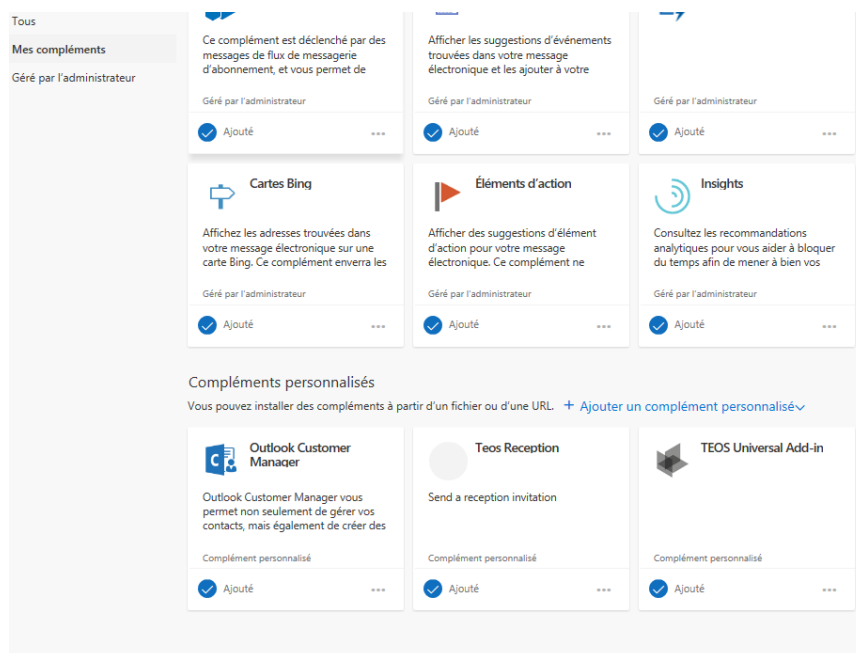 Tous
Mes compléments
Géré par l'administrateur
Ce complément est déclenché par des
messages de flux de messagerie
d'abonnement, et vous permet de
Géré par l'administrateur
Ajouté
Afficher les suggestions d'événements
trouvées dans votre message
électronique et les ajouter à votre
Géré par l'administrateur
Ajouté
Géré par l'administrateur
Ajouté
Cartes Bing
Affichez les adresses trouvées dans
votre message électronique sur une
carte Bing. Ce complément enverra les
Géré par l'administrateur
Ajouté
Éléments d'action
Afficher des suggestions d'élément
d'action pour votre message
électronique. Ce complément ne
Géré par l'administrateur
Ajouté
Insights
Consultez les recommandations
analytiques pour vous aider à bloquer
du temps afin de mener à bien vos
Géré par l'administrateur
Ajouté
Compléments personnalisés
Vous pouvez installer des compléments à partir d'un fichier ou d'une URL. + Ajouter un complément personnalisé
Outlook Customer
Manager
Outlook Customer Manager vous
permet non seulement de gérer vos
contacts, mais également de créer des
Complément personnalisé
Ajouté
Teos Reception
Send a reception invitation
Complément personnalisé
Ajouté
TEOS Universal Add-in
Complément personnalisé
Ajouté